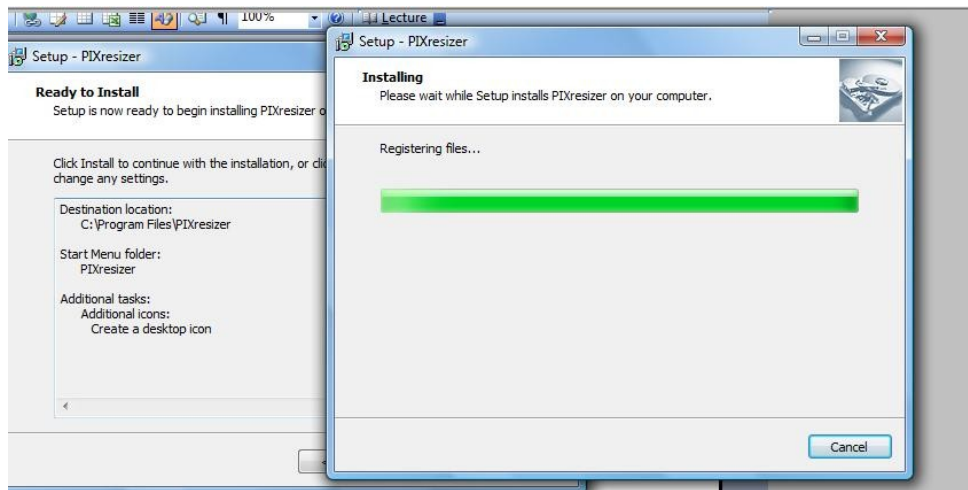 100%
Lecture
Setup - PIXresizer
Ready to Install
Setup is now ready to begin installing PIXresizer
Click Install to continue with the installation, or
change any settings.
Destination location:
C:\Program Files\PIXresizer
Start Menu folder:
PIXresizer
Additional tasks:
Additional icons:
Create a desktop icon
Setup - PIXresizer
Installing
Please wait while Setup installs PIXresizer on your computer.
Registering files...
Cancel